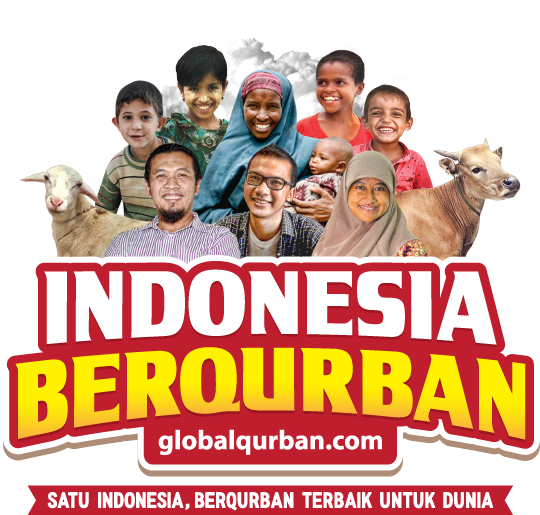 INDONESIA
BERQURBAN
globalqurban.com
SATU INDONESIA, BERQURBAN TERBAIK UNTUK DUNIA